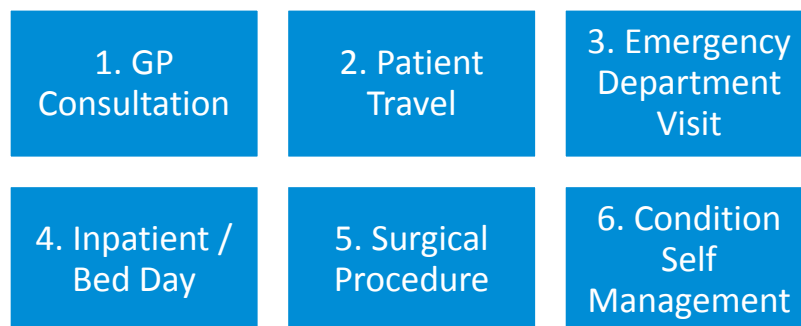 1. GP
Consultation
2. Patient
Travel
3. Emergency
Department
Visit
4. Inpatient /
Bed Day
5. Surgical
Procedure
6. Condition
Self
Management